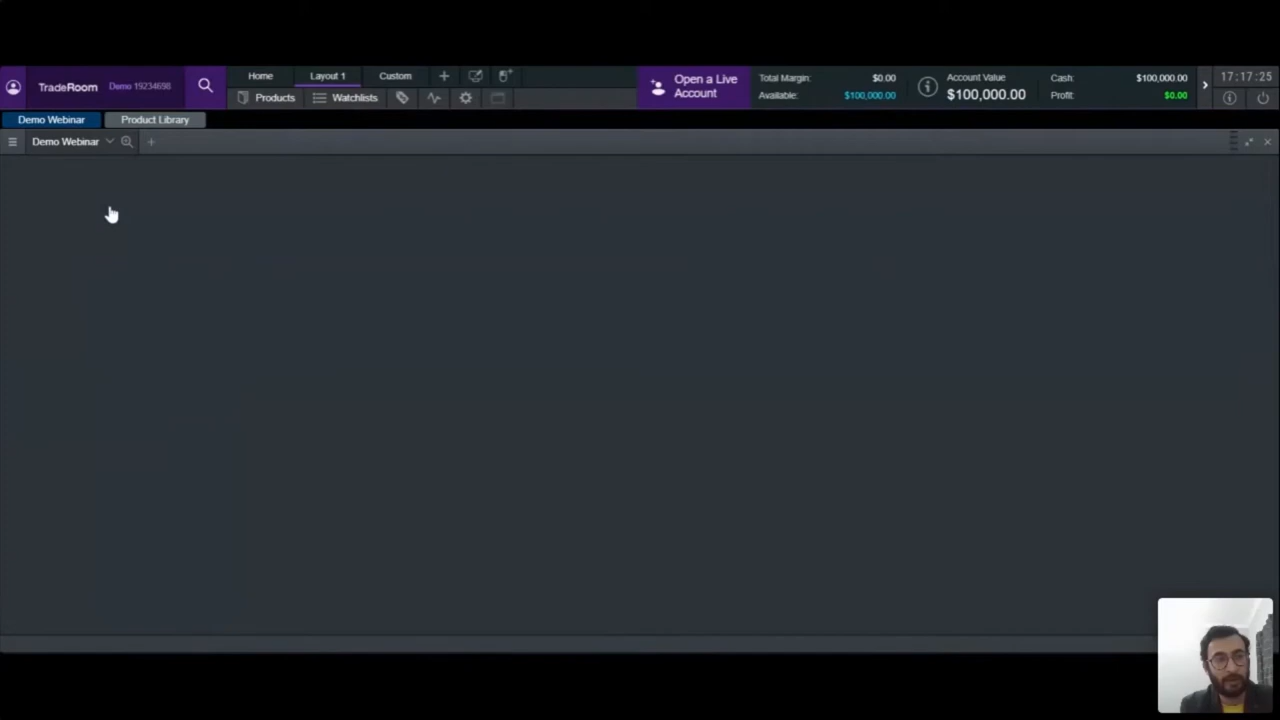 TradeRoom Demo 19234698
Home Layout 1 Custom
Products Watchlists
Open a Live
Account
Total Margin: $0.00
Available: $100,000.00
Account Value
$100,000.00
Cash: $100,000.00
Profit: $0.00
17:17:25
Demo Webinar Product Library
Demo Webinar